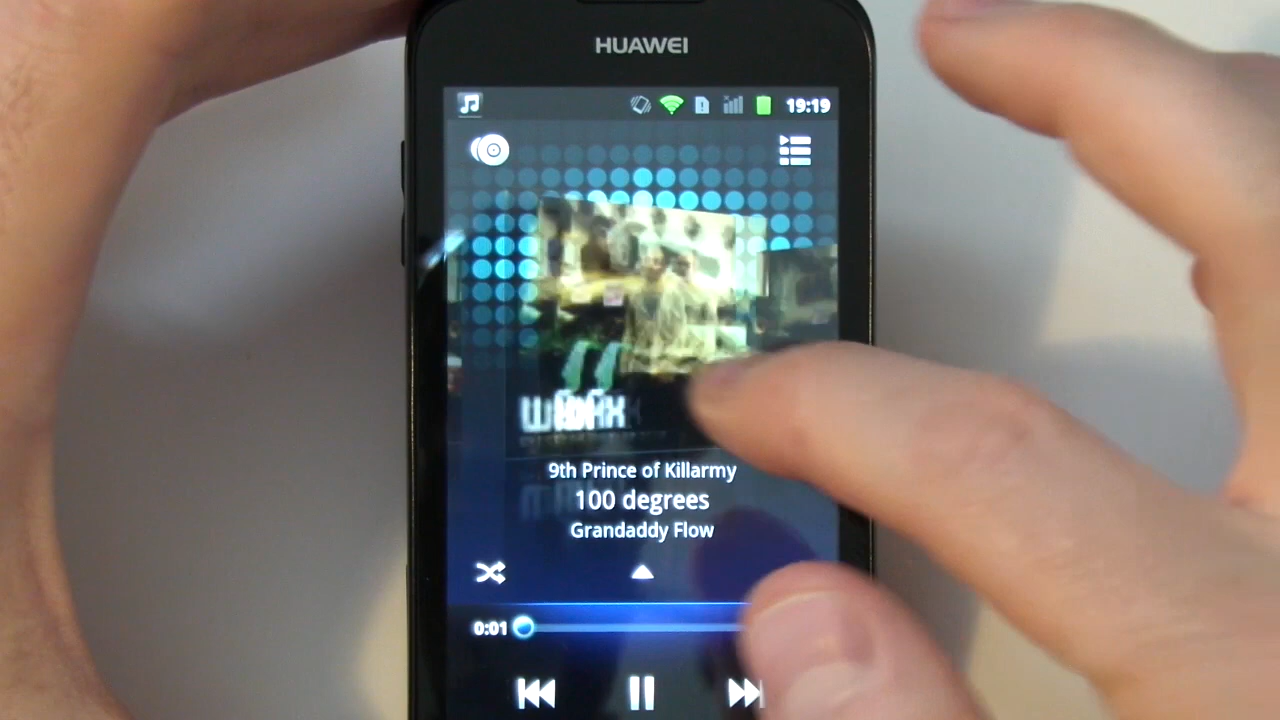 HUAWEI
19:19
9th Prince of Killarmy
100 degrees
Grandaddy Flow
0:01